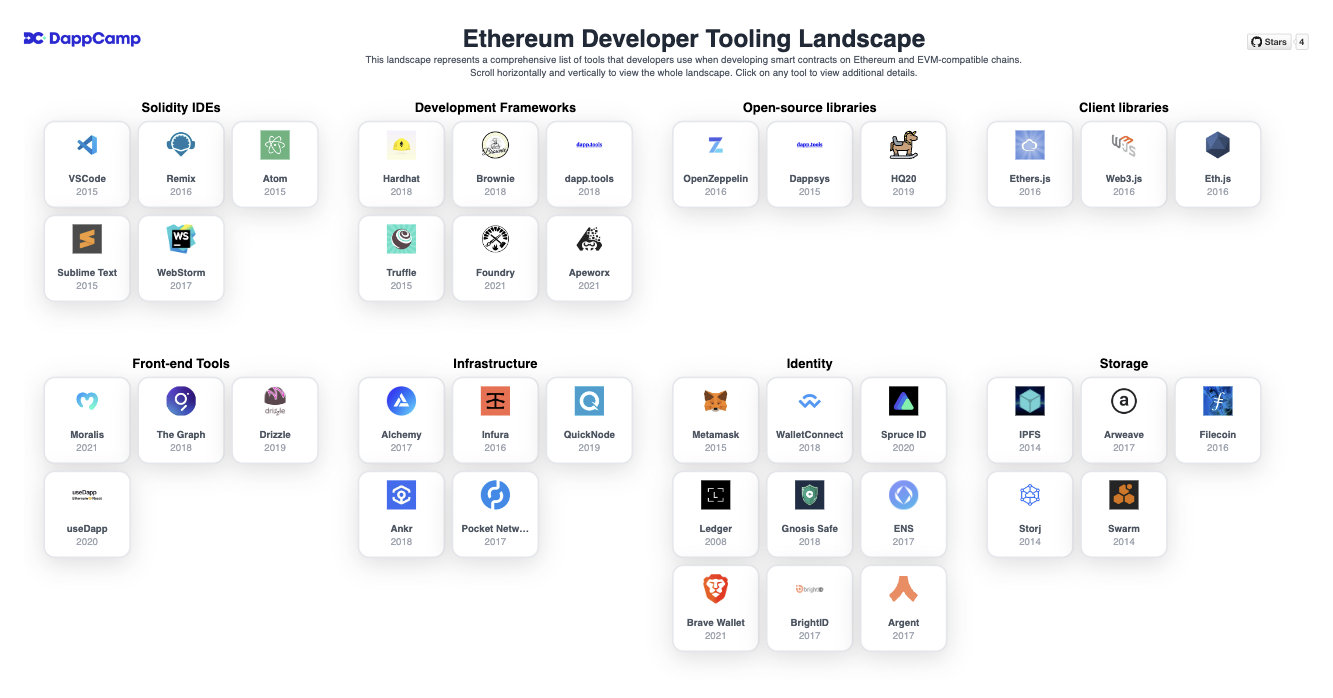 DappCamp
Ethereum Developer Tooling Landscape
Stars 4
This landscape represents a comprehensive list of tools that developers use when developing smart contracts on Ethereum and EVM-compatible chains.
Scroll horizontally and vertically to view the whole landscape. Click on any tool to view additional details.
Solidity IDEs
VSCode
2015
Remix
2016
Atom
2015
Sublime Text
2015
WS
WebStorm
2017
Development Frameworks
Hardhat
2018
Brownie
2018
dapp.tools
dapp.tools
2018
Truffle
2015
Foundry
2021
Apeworx
2021
Open-source libraries
OpenZeppelin
2016
dapp.tools
Dappsys
2015
HQ20
2019
Client libraries
Ethers.js
2016
W3JS
Web3.js
2016
Eth.js
2016
Front-end Tools
Moralis
2021
The Graph
2018
drizzle
Drizzle
2019
useDapp
Ethereum React
useDapp
2020
Infrastructure
Alchemy
2017
Infura
2016
QuickNode
2019
Ankr
2018
Pocket Netw...
2017
Identity
Metamask
2015
WalletConnect
2018
Spruce ID
2020
L
Ledger
2008
Gnosis Safe
2018
ENS
2017
Brave Wallet
2021
brightID
BrightID
2017
Argent
2017
Storage
IPFS
2014
a
Arweave
2017
Filecoin
2016
Storj
2014
Swarm
2014